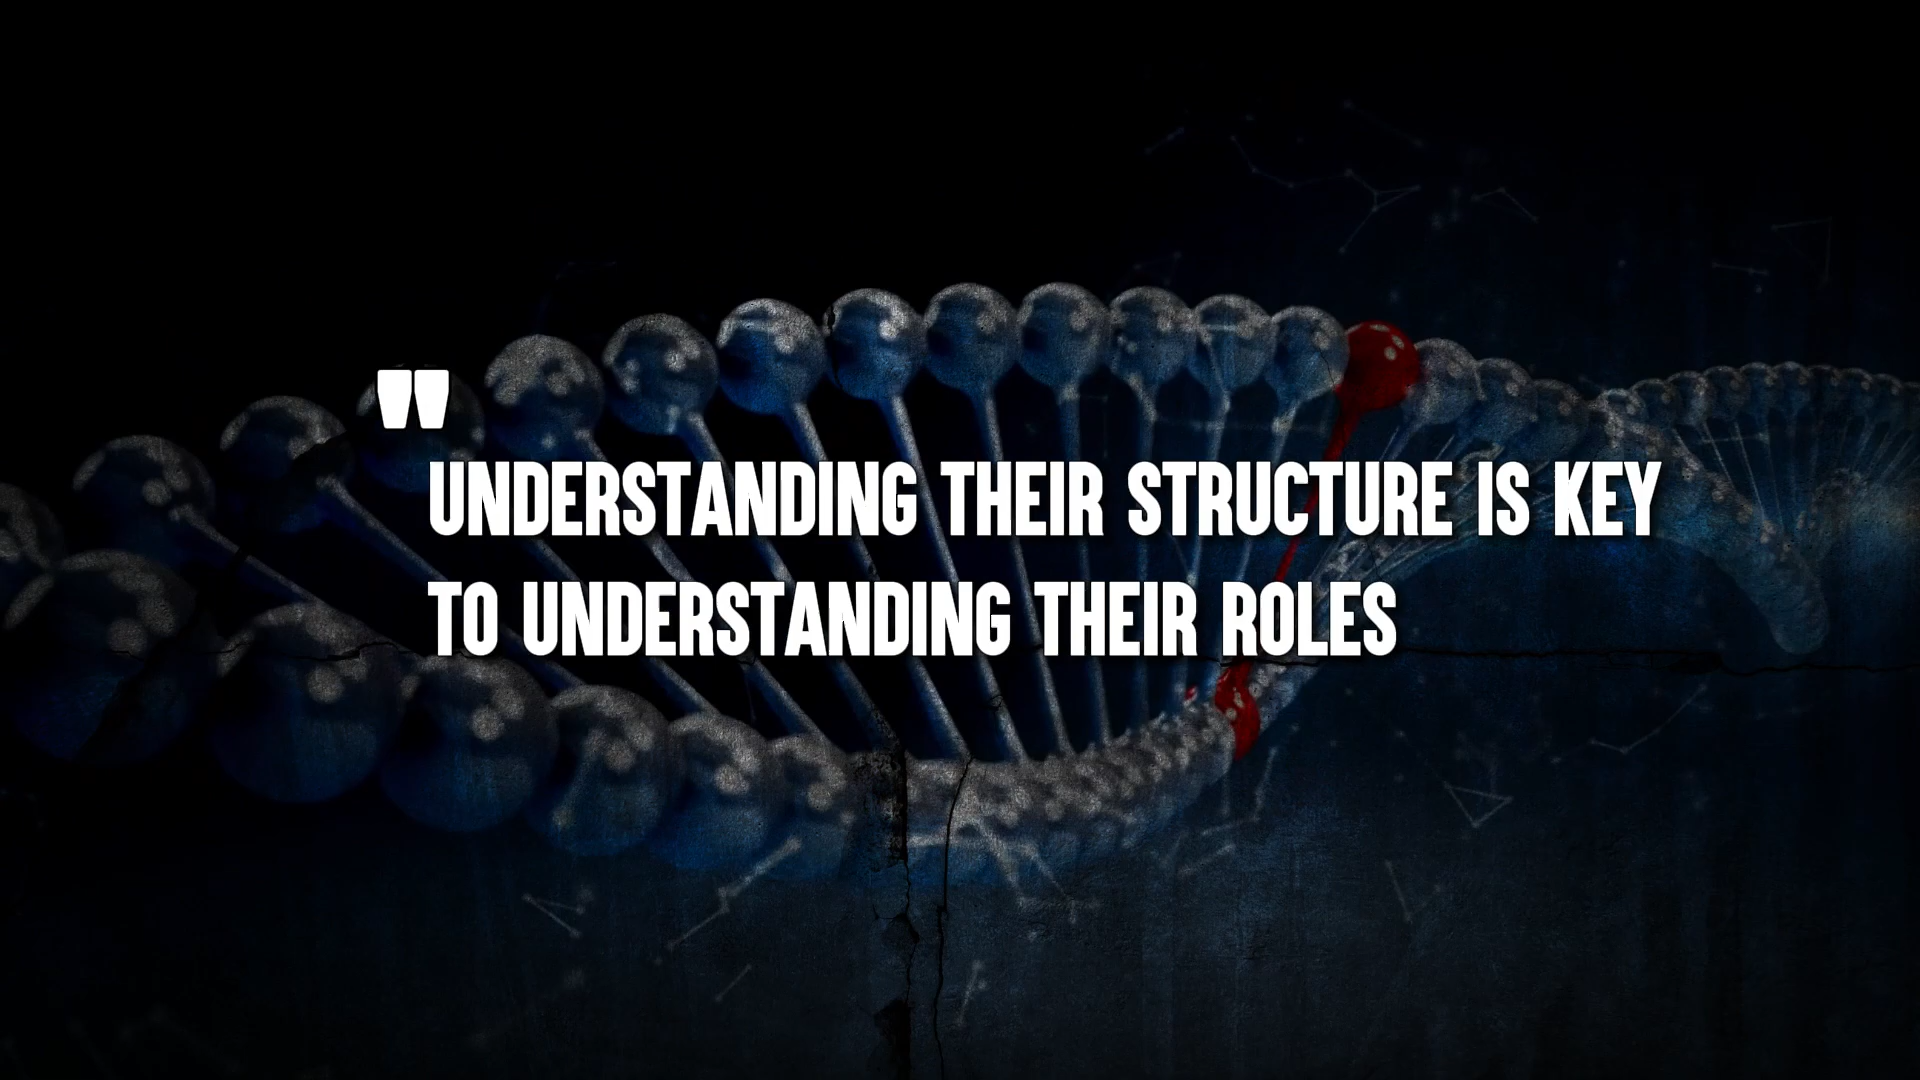 "
UNDERSTANDING THEIR STRUCTURE IS KEY
TO UNDERSTANDING THEIR ROLES